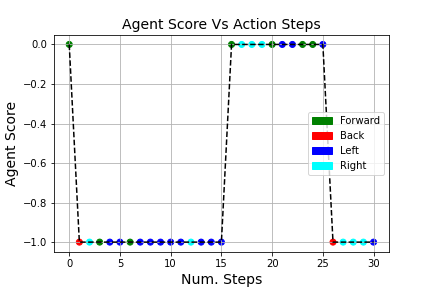 Agent Score Vs Action Steps
Agent Score
0.0
−0.2
−0.4
−0.6
−0.8
−1.0
Forward
Back
Left
Right
0 5 10 15 20 25 30
Num. Steps